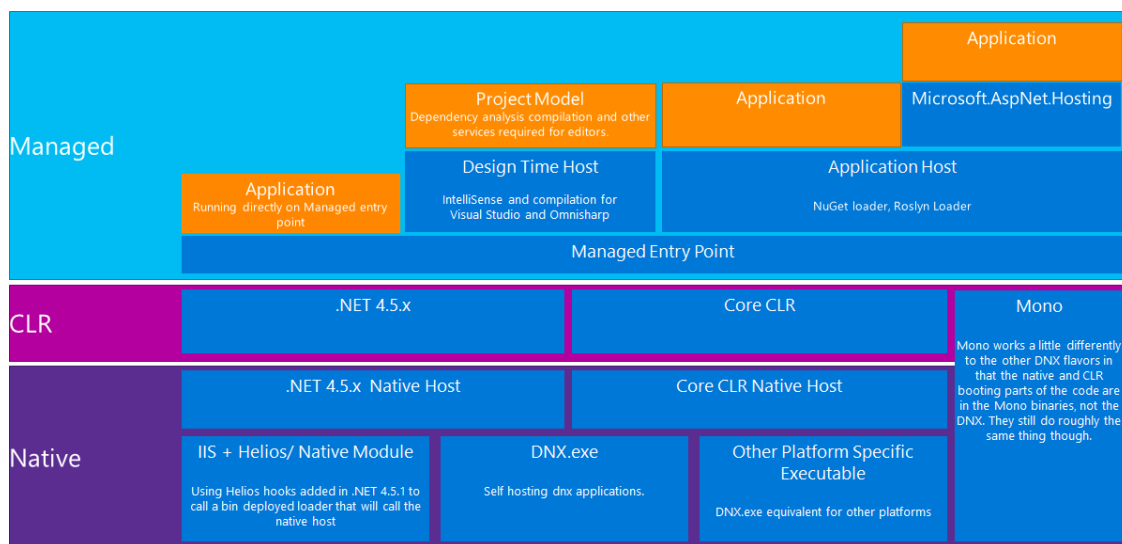 Application
Project Model
Dependency analysis compilation and other
services required for editors.
Application
Microsoft.AspNet.Hosting
Managed
Application
Running directly on Managed entry
point
Design Time Host
IntelliSense and compilation for
Visual Studio and Omnisharp
Application Host
NuGet loader, Roslyn Loader
Managed Entry Point
CLR
.NET 4.5.x
Core CLR
Mono
Mono works a little differently
to the other DNX flavors in
that the native and CLR
booting parts of the code are
in the Mono binaries, not the
DNX. They still do roughly the
same thing though.
Native
.NET 4.5.x Native Host
Core CLR Native Host
IIS + Helios/ Native Module
Using Helios hooks added in .NET 4.5.1 to
call a bin deployed loader that will call the
native host
DNX.exe
Self hosting dnx applications.
Other Platform Specific
Executable
DNX.exe equivalent for other platforms